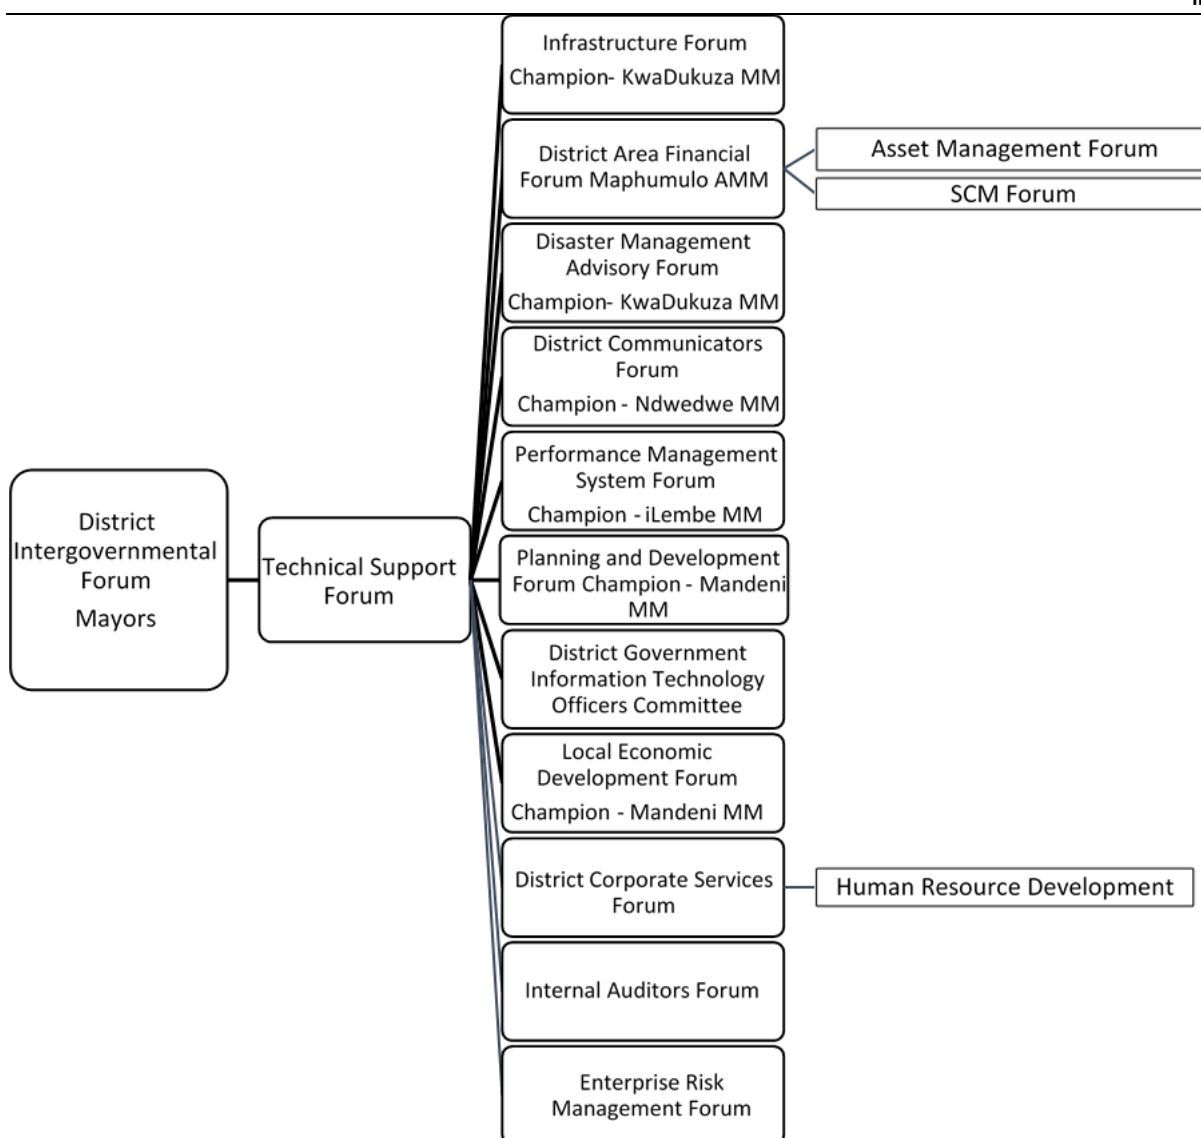 District
Intergovernmental
Forum
Mayors
Technical Support
Forum
Infrastructure Forum
Champion- KwaDukuza MM
District Area Financial
Forum Maphumulo AMM
Asset Management Forum
SCM Forum
Disaster Management
Advisory Forum
Champion- KwaDukuza MM
District Communicators
Forum
Champion - Ndwedwe MM
Performance Management
System Forum
Champion - iLembe MM
Planning and Development
Forum Champion - Mandeni
MM
District Government
Information Technology
Officers Committee
Local Economic
Development Forum
Champion - Mandeni MM
District Corporate Services
Forum
Human Resource Development
Internal Auditors Forum
Enterprise Risk
Management Forum